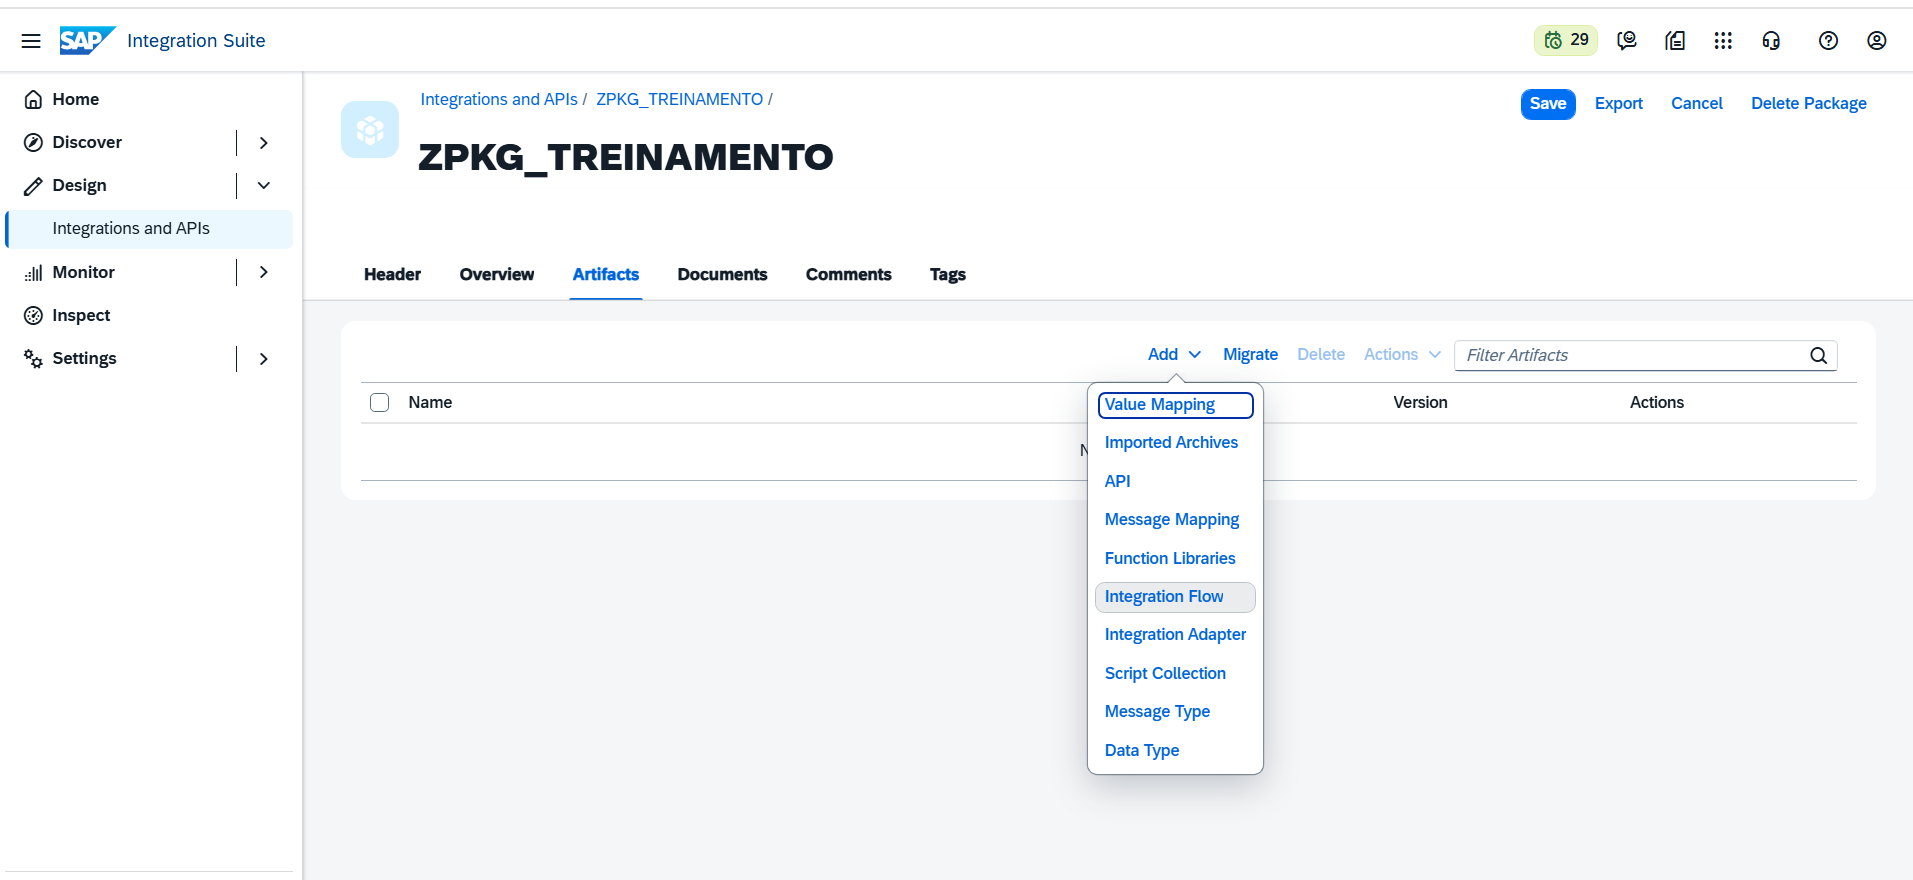 SAP Integration Suite
29
Home
Discover
Design
Integrations and APIs
Monitor
Inspect
Settings
Integrations and APIs / ZPKG_TREINAMENTO /
Save Export Cancel Delete Package
ZPKG_TREINAMENTO
Header Overview Artifacts Documents Comments Tags
Add Migrate Delete Actions Filter Artifacts
Name Version Actions
Value Mapping
Imported Archives
API
Message Mapping
Function Libraries
Integration Flow
Integration Adapter
Script Collection
Message Type
Data Type